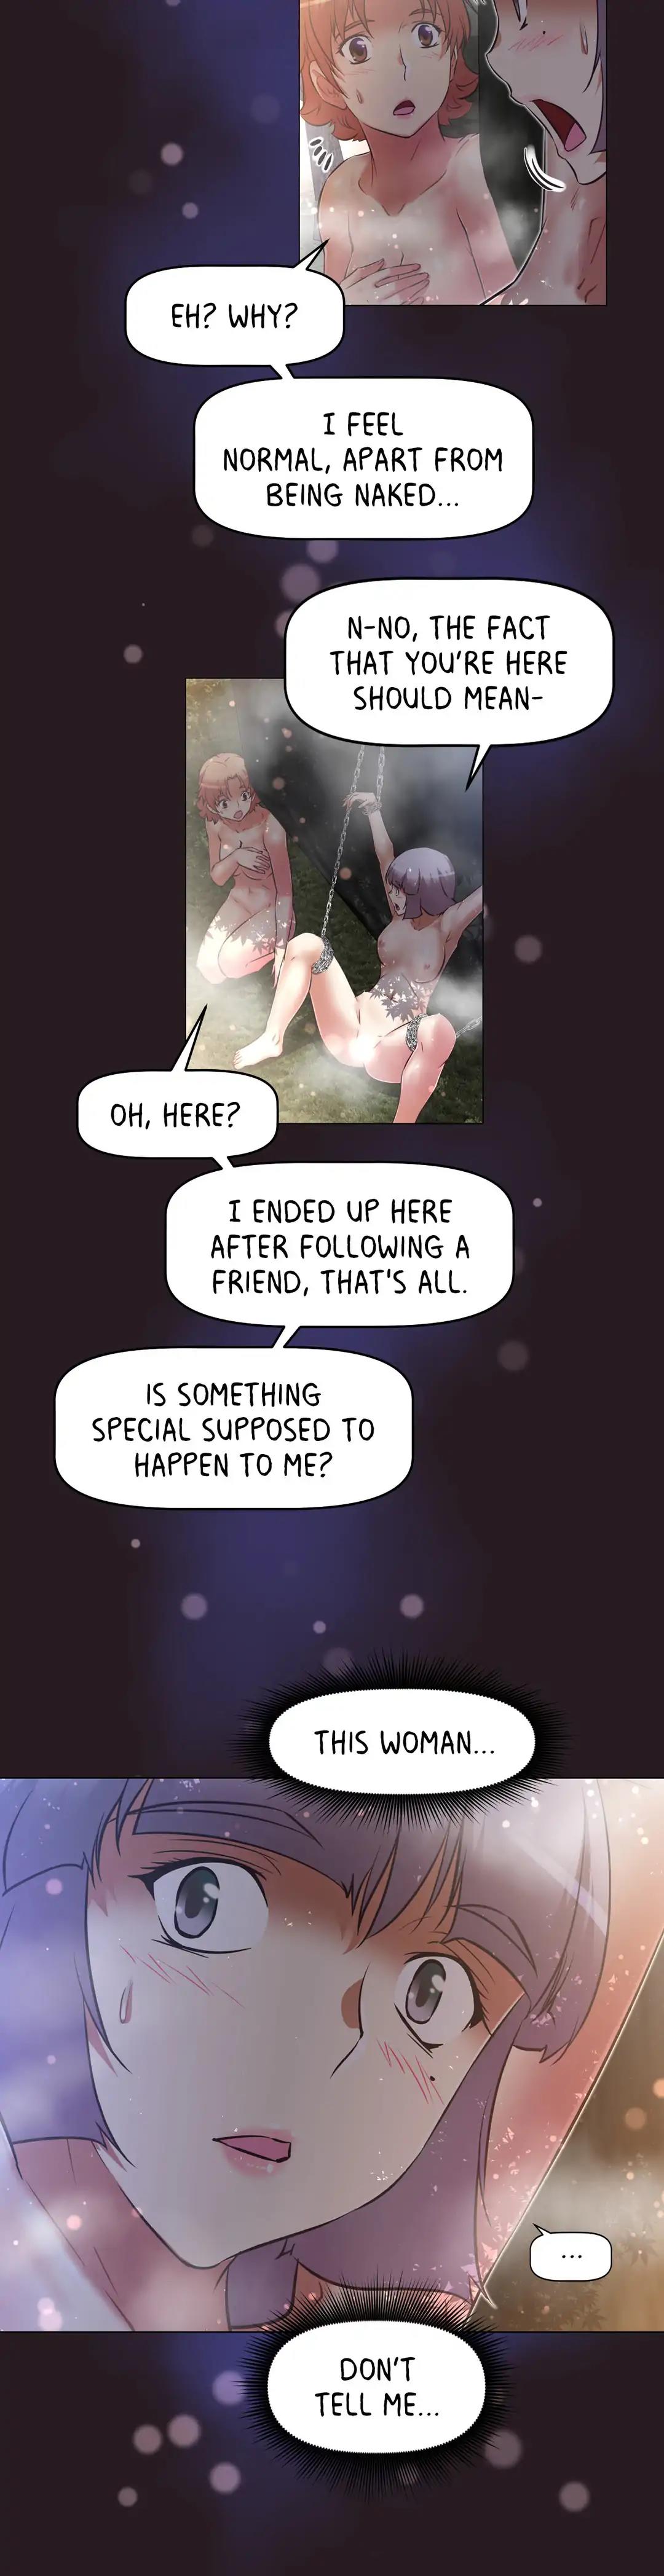 EH? WHY?
I FEEL
NORMAL, APART FROM
BEING NAKED...
N-NO, THE FACT
THAT YOU'RE HERE
SHOULD MEAN-
OH, HERE?
I ENDED UP HERE
AFTER FOLLOWING A
FRIEND, THAT'S ALL.
IS SOMETHING
SPECIAL SUPPOSED TO
HAPPEN TO ME?
THIS WOMAN...
...
DON'T
TELL ME...